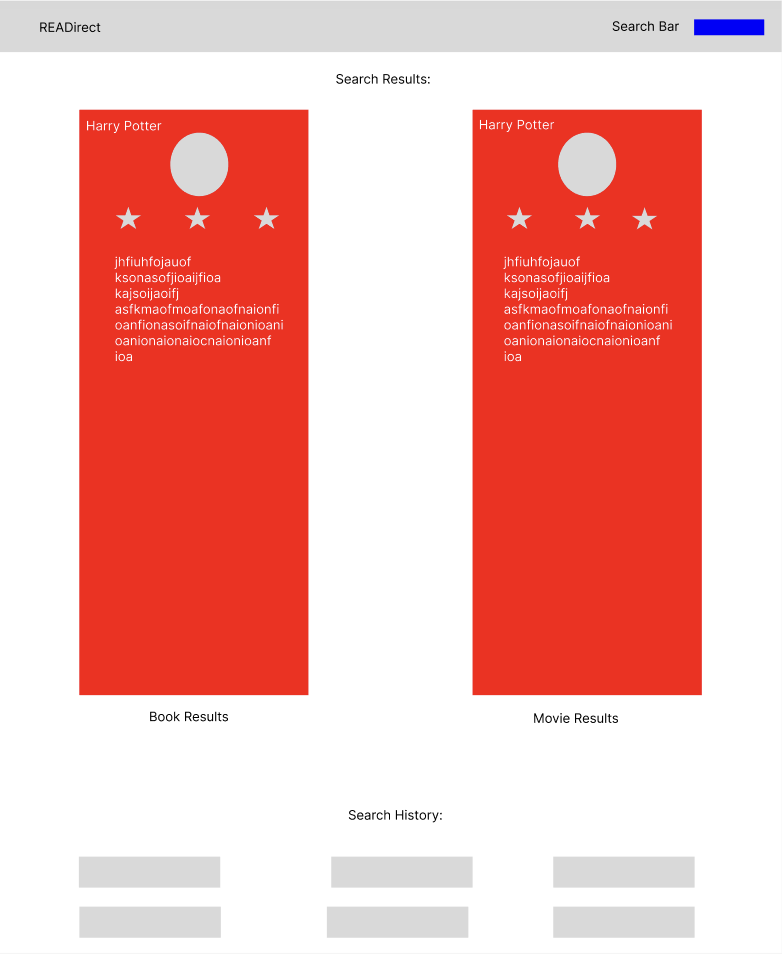 READirect
Search Bar
Search Results:
Harry Potter
jhfiuhfojauof
ksonasofjioaijfioa
kajsoijaoifj
asfkmaofmoafonaofnaionfi
oanfionasoifnaiofnaionioani
oanionaionaiocnaionioanf
ioa
Book Results
Harry Potter
jhfiuhfojauof
ksonasofjioaijfioa
kajsoijaoifj
asfkmaofmoafonaofnaionfi
oanfionasoifnaiofnaionioani
oanionaionaiocnaionioanf
ioa
Movie Results
Search History: